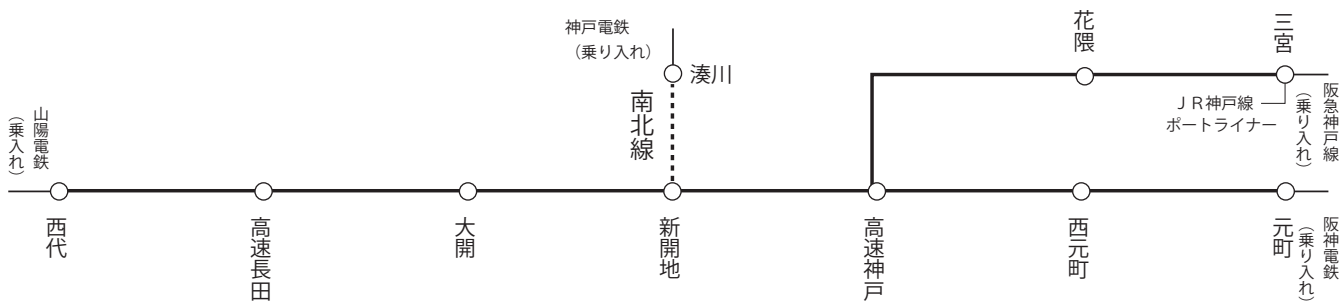 神戸電鉄
（乗り入れ）
湊川
南北線
花隈
三宮
ＪＲ神戸線
ポートライナー
阪急神戸線
（乗り入れ）
山陽電鉄
（乗入れ）
西代
高速長田
大開
新開地
高速神戸
西元町
元町
阪神電鉄
（乗り入れ）